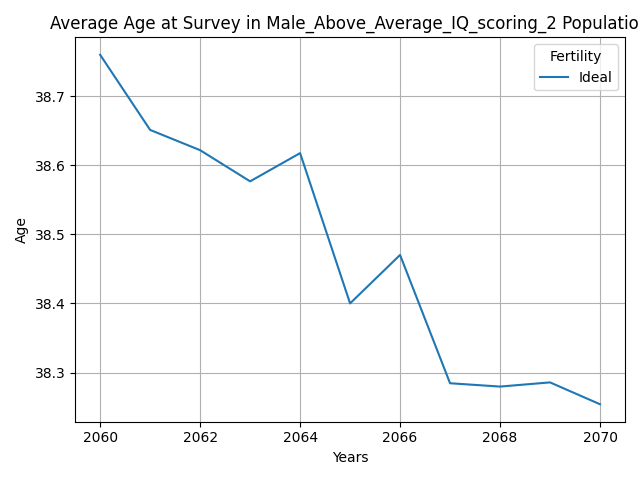 Average Age at Survey in Male_Above_Average_IQ_scoring_2 Populatio
Fertility
Ideal
38.7
38.6
38.5
38.4
38.3
Age
2060 2062 2064 2066 2068 2070
Years